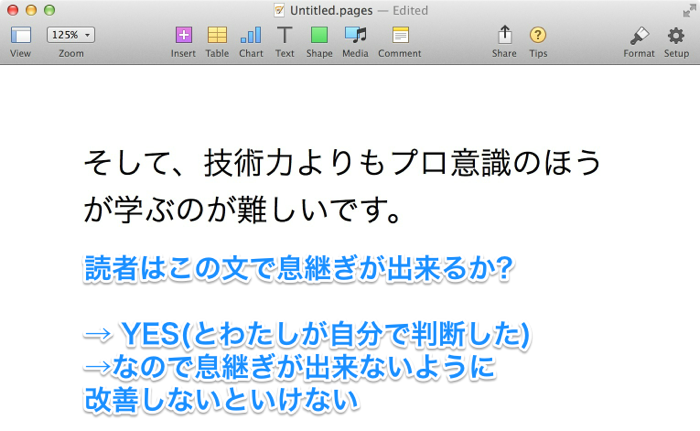 Untitled.pages — Edited
125%
View Zoom Insert Table Chart Text Shape Media Comment Share Tips Format Setup
そして、技術力よりもプロ意識のほう
が学ぶのが難しいです。
読者はこの文で息継ぎが出来るか?
→ YES(とわたしが自分で判断した)
→なので息継ぎが出来ないように
改善しないといけない